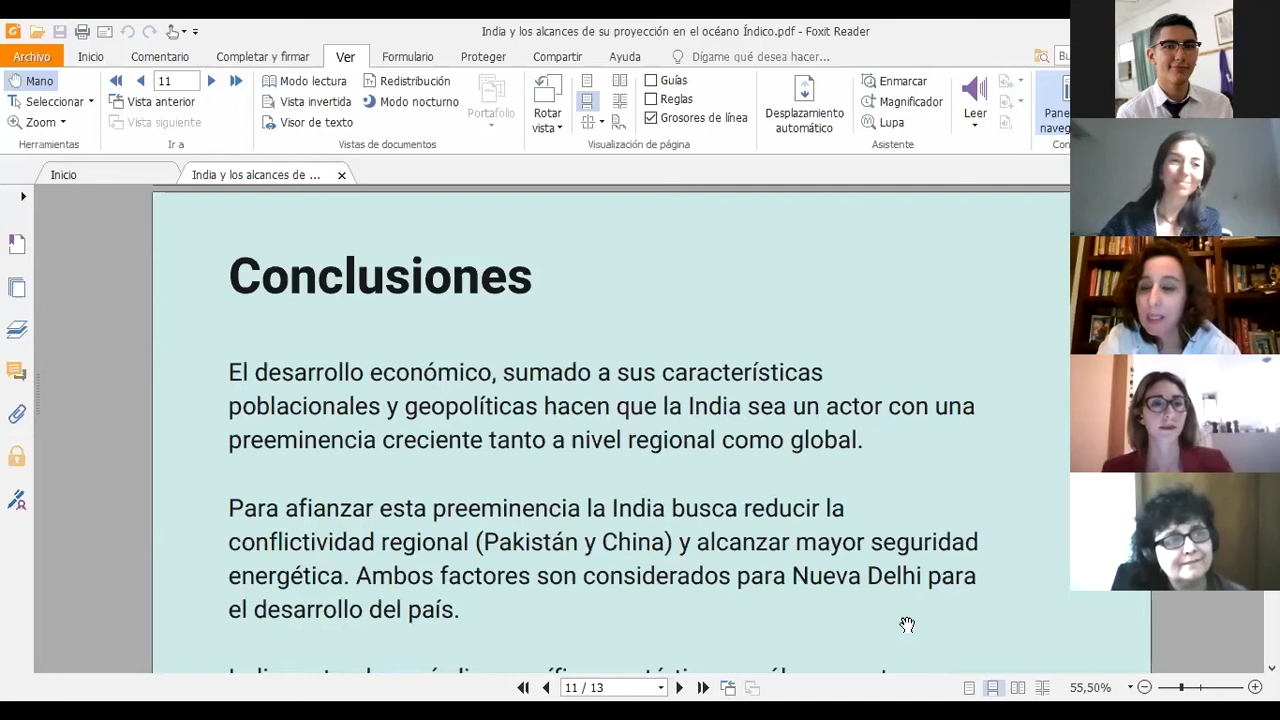 India y los alcances de su proyección en el océano Índico.pdf - Foxit Reader
Archivo Inicio Comentario Completar y firmar Ver Formulario Proteger Compartir Ayuda Dígame qué desea hacer...
Mano
Seleccionar
Zoom
Herramientas
11
Vista anterior
Vista siguiente
Ir a
Modo lectura
Vista invertida
Visor de texto
Redistribución
Modo nocturno
Vistas de documentos
Portafolio
Rotar
vista
Guías
Reglas
Grosores de línea
Visualización de página
Desplazamiento
automático
Enmarcar
Magnificador
Lupa
Asistente
Leer
Inicio
India y los alcances de ...
Conclusiones
El desarrollo económico, sumado a sus características
poblacionales y geopolíticas hacen que la India sea un actor con una
preeminencia creciente tanto a nivel regional como global.
Para afianzar esta preeminencia la India busca reducir la
conflictividad regional (Pakistán y China) y alcanzar mayor seguridad
energética. Ambos factores son considerados para Nueva Delhi para
el desarrollo del país.
11 / 13
55,50%